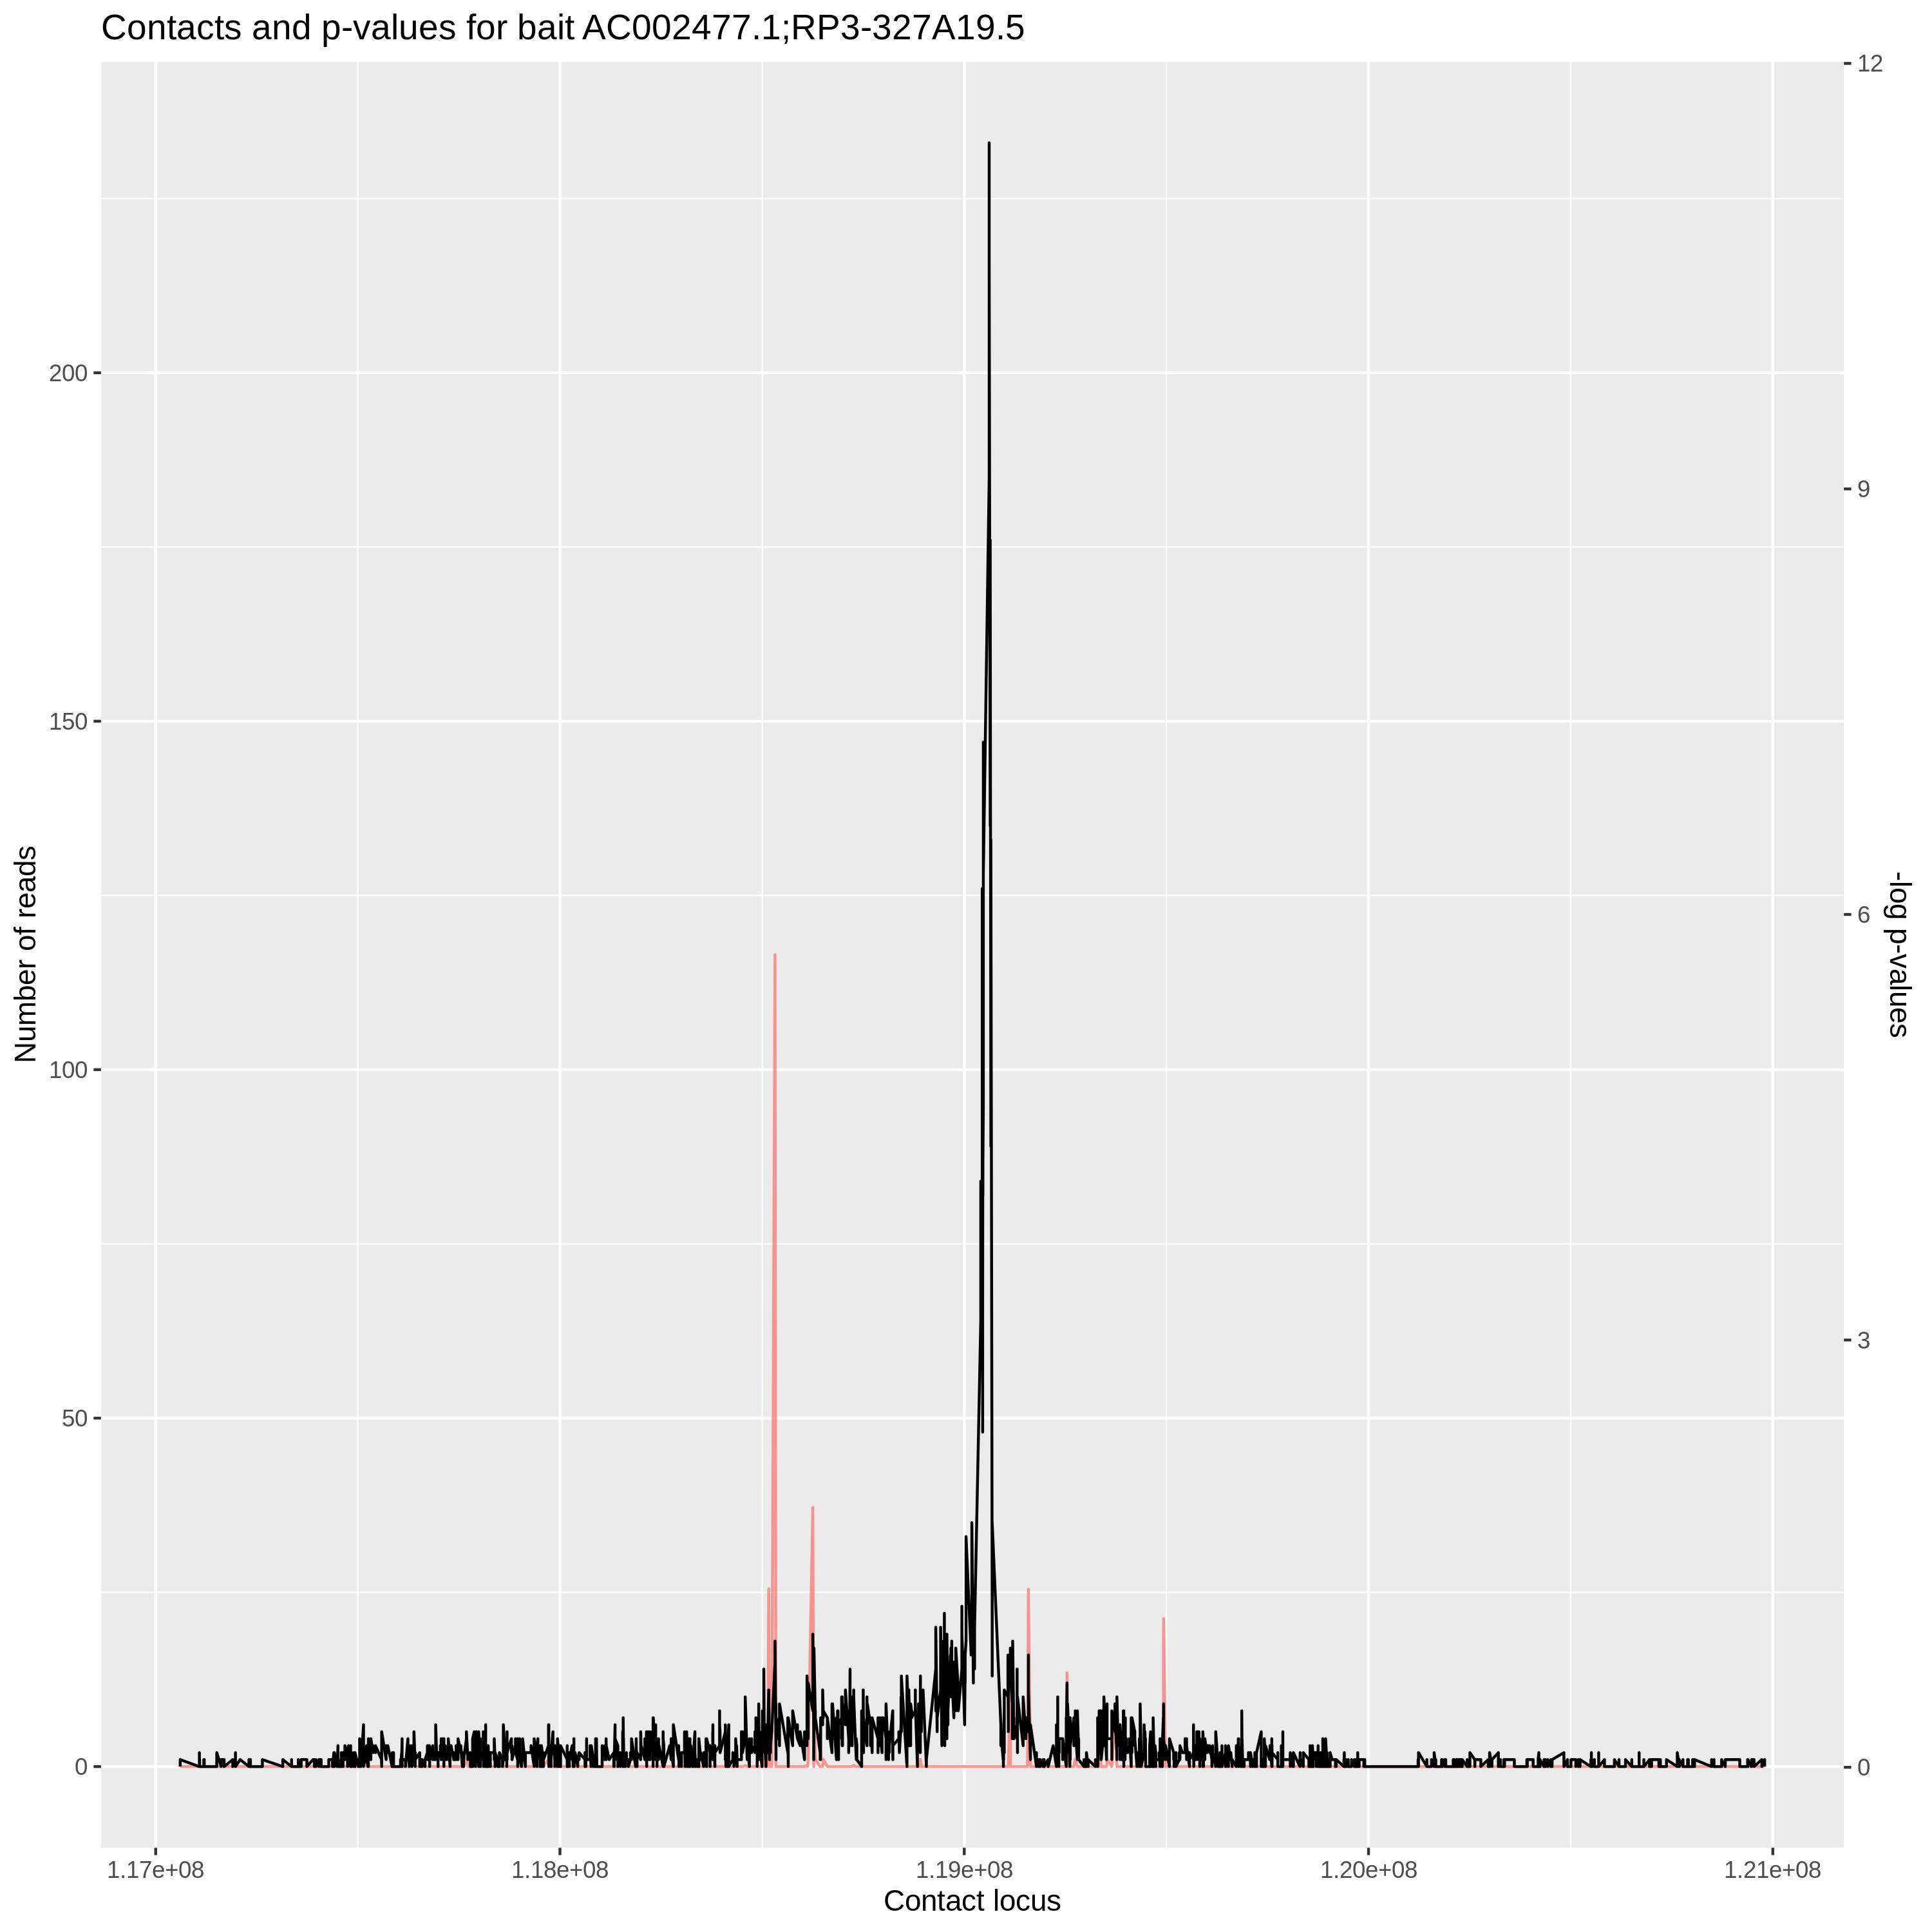 Contacts and p-values for bait AC002477.1;RP3-327A19.5
12
200
9
150
Number of reads
6
-log p-values
100
3
50
0
0
1.17e+08
1.18e+08
1.19e+08
1.20e+08
1.21e+08
Contact locus